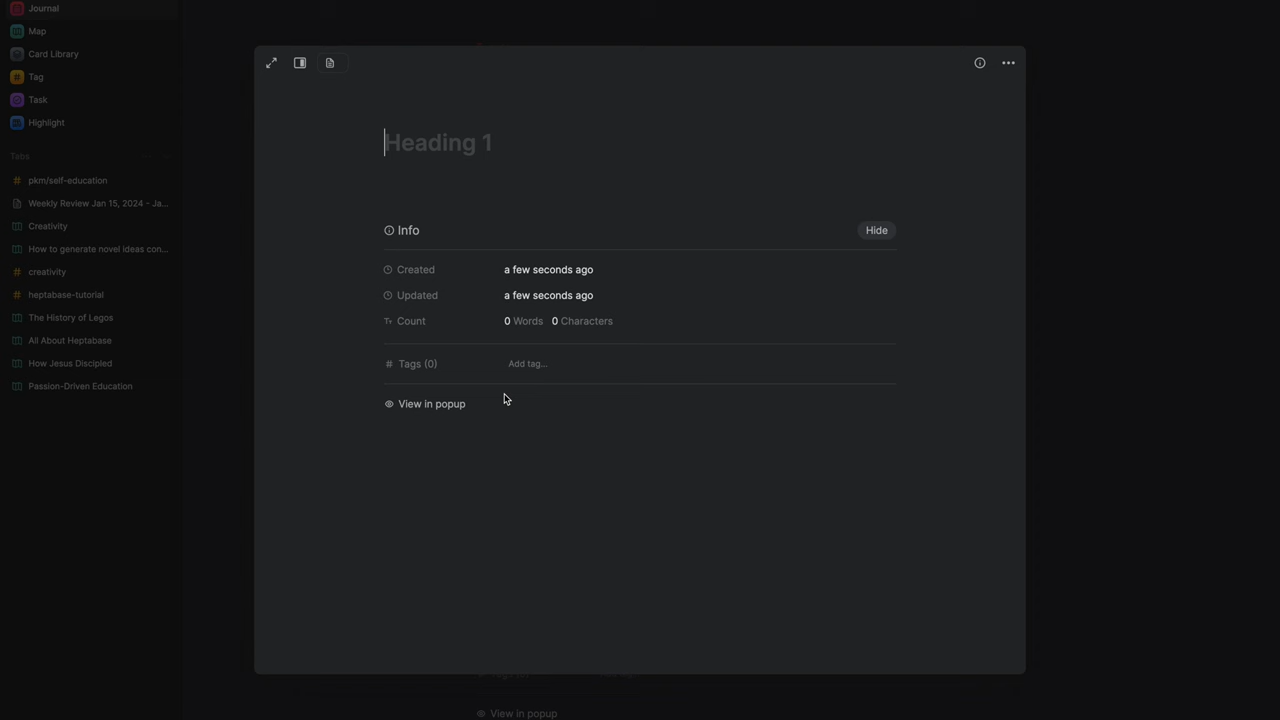 Journal
Map
Card Library
Tag
Task
Highlight
Tabs
# pkm/self-education
Weekly Review Jan 15, 2024 - Ja...
Creativity
How to generate novel ideas con...
# creativity
# heptabase-tutorial
The History of Legos
All About Heptabase
How Jesus Discipled
Passion-Driven Education
Heading 1
Info
Hide
Created a few seconds ago
Updated a few seconds ago
Count 0 Words 0 Characters
# Tags (0) Add tag...
View in popup
View in popup